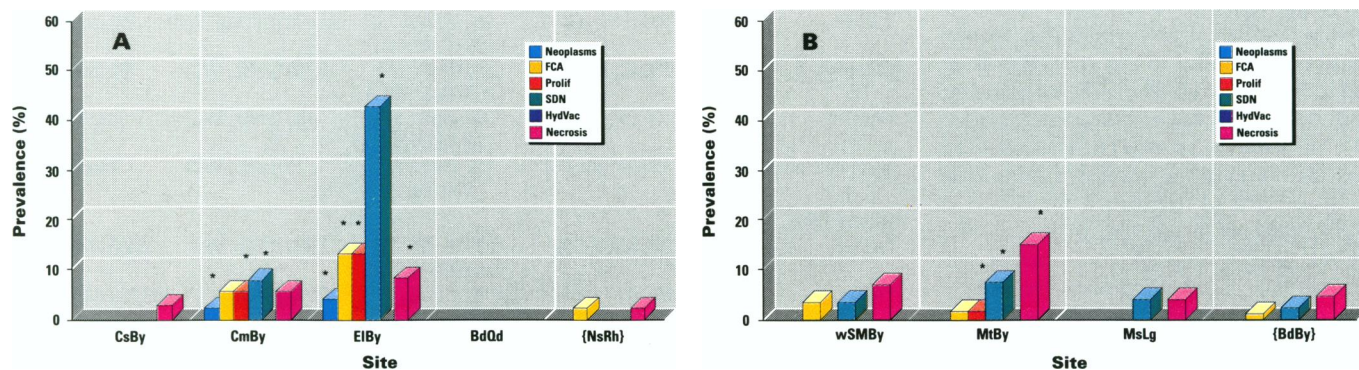 A
Prevalence (%)
60
50
40
30
20
10
0
Neoplasms
FCA
Prolif
SDN
HydVac
Necrosis
* * * * * * * *
CsBy CmBy ElBy BdQd {NsRh}
Site
B
Prevalence (%)
60
50
40
30
20
10
0
Neoplasms
FCA
Prolif
SDN
HydVac
Necrosis
* * *
wSMBy MtBy MsLg {BdBy}
Site